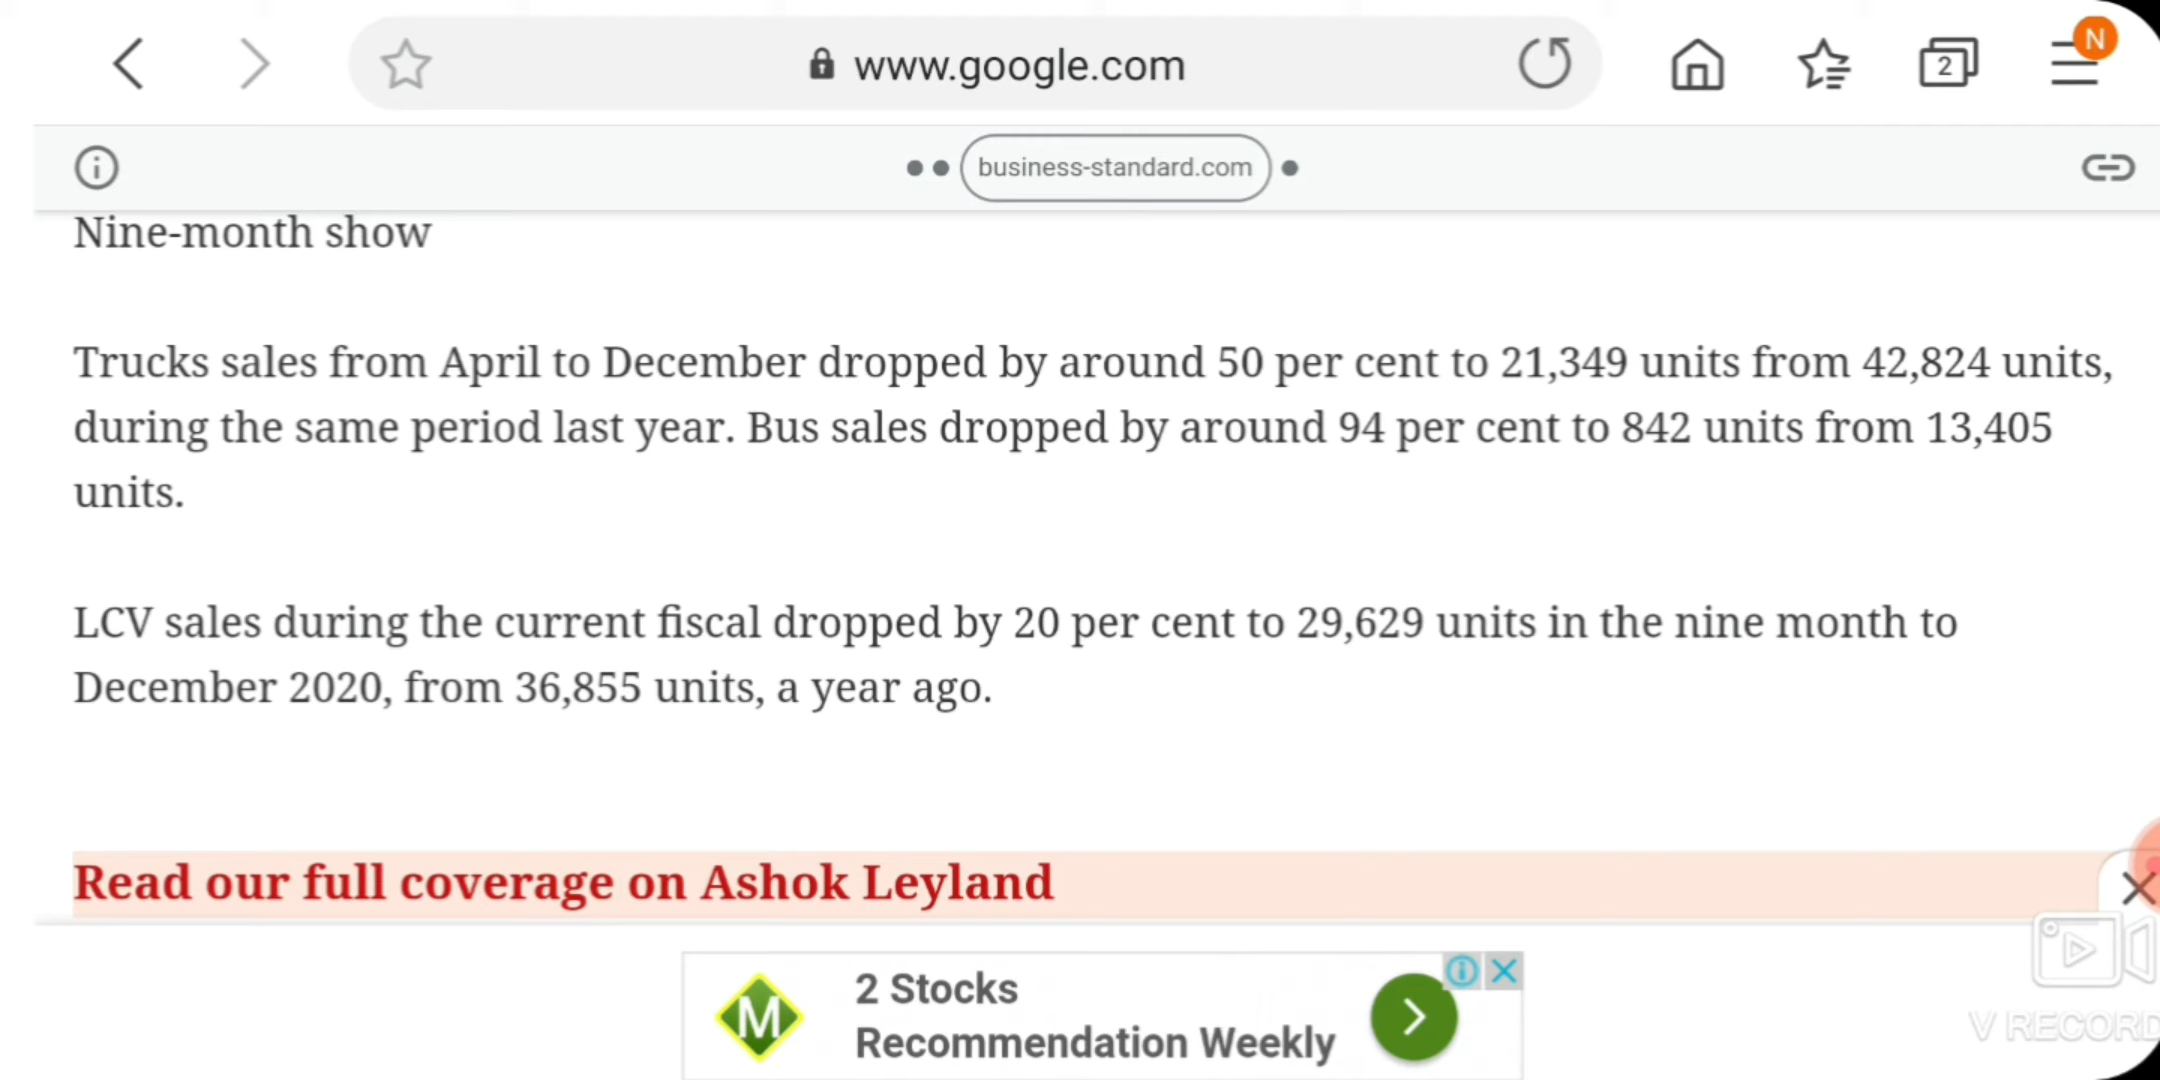 www.google.com
2
N
business-standard.com
Nine-month show
Trucks sales from April to December dropped by around 50 per cent to 21,349 units from 42,824 units,
during the same period last year. Bus sales dropped by around 94 per cent to 842 units from 13,405
units.
LCV sales during the current fiscal dropped by 20 per cent to 29,629 units in the nine month to
December 2020, from 36,855 units, a year ago.
Read our full coverage on Ashok Leyland
M
2 Stocks
Recommendation Weekly
V RECORD